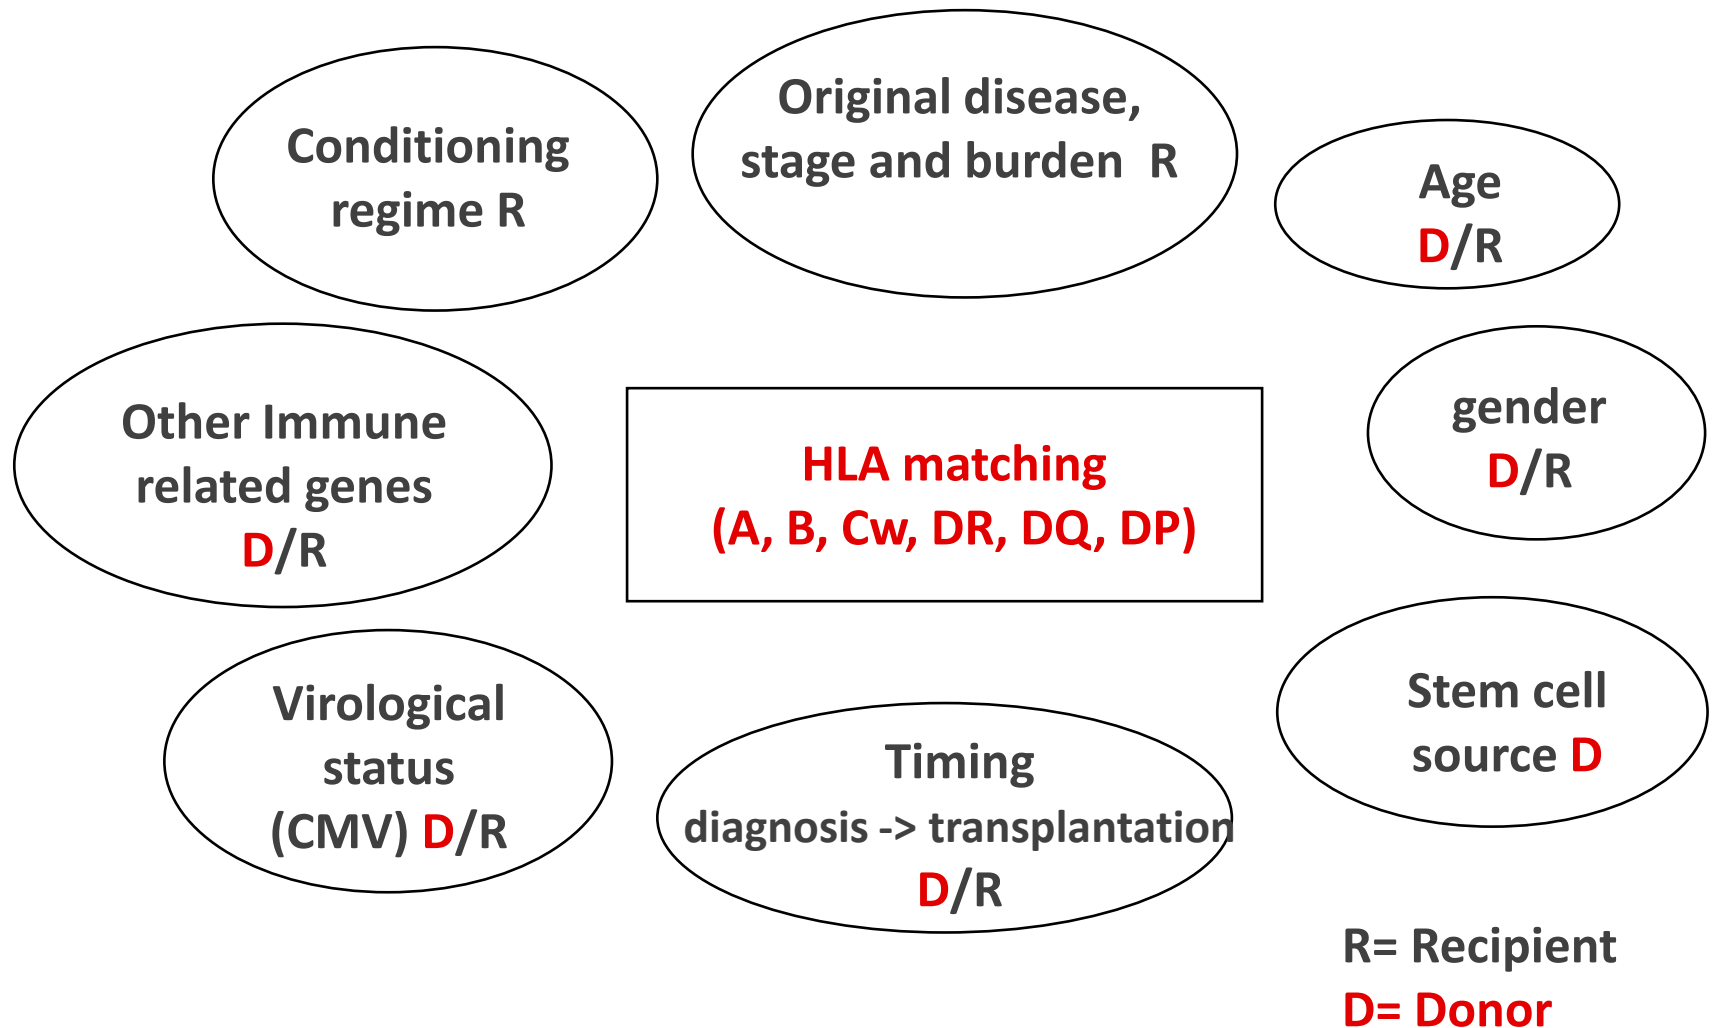 Conditioning
regime R
Original disease,
stage and burden R
Age
D/R
Other Immune
related genes
D/R
HLA matching
(A, B, Cw, DR, DQ, DP)
gender
D/R
Virological
status
(CMV) D/R
Timing
diagnosis -> transplantation
D/R
Stem cell
source D
R= Recipient
D= Donor